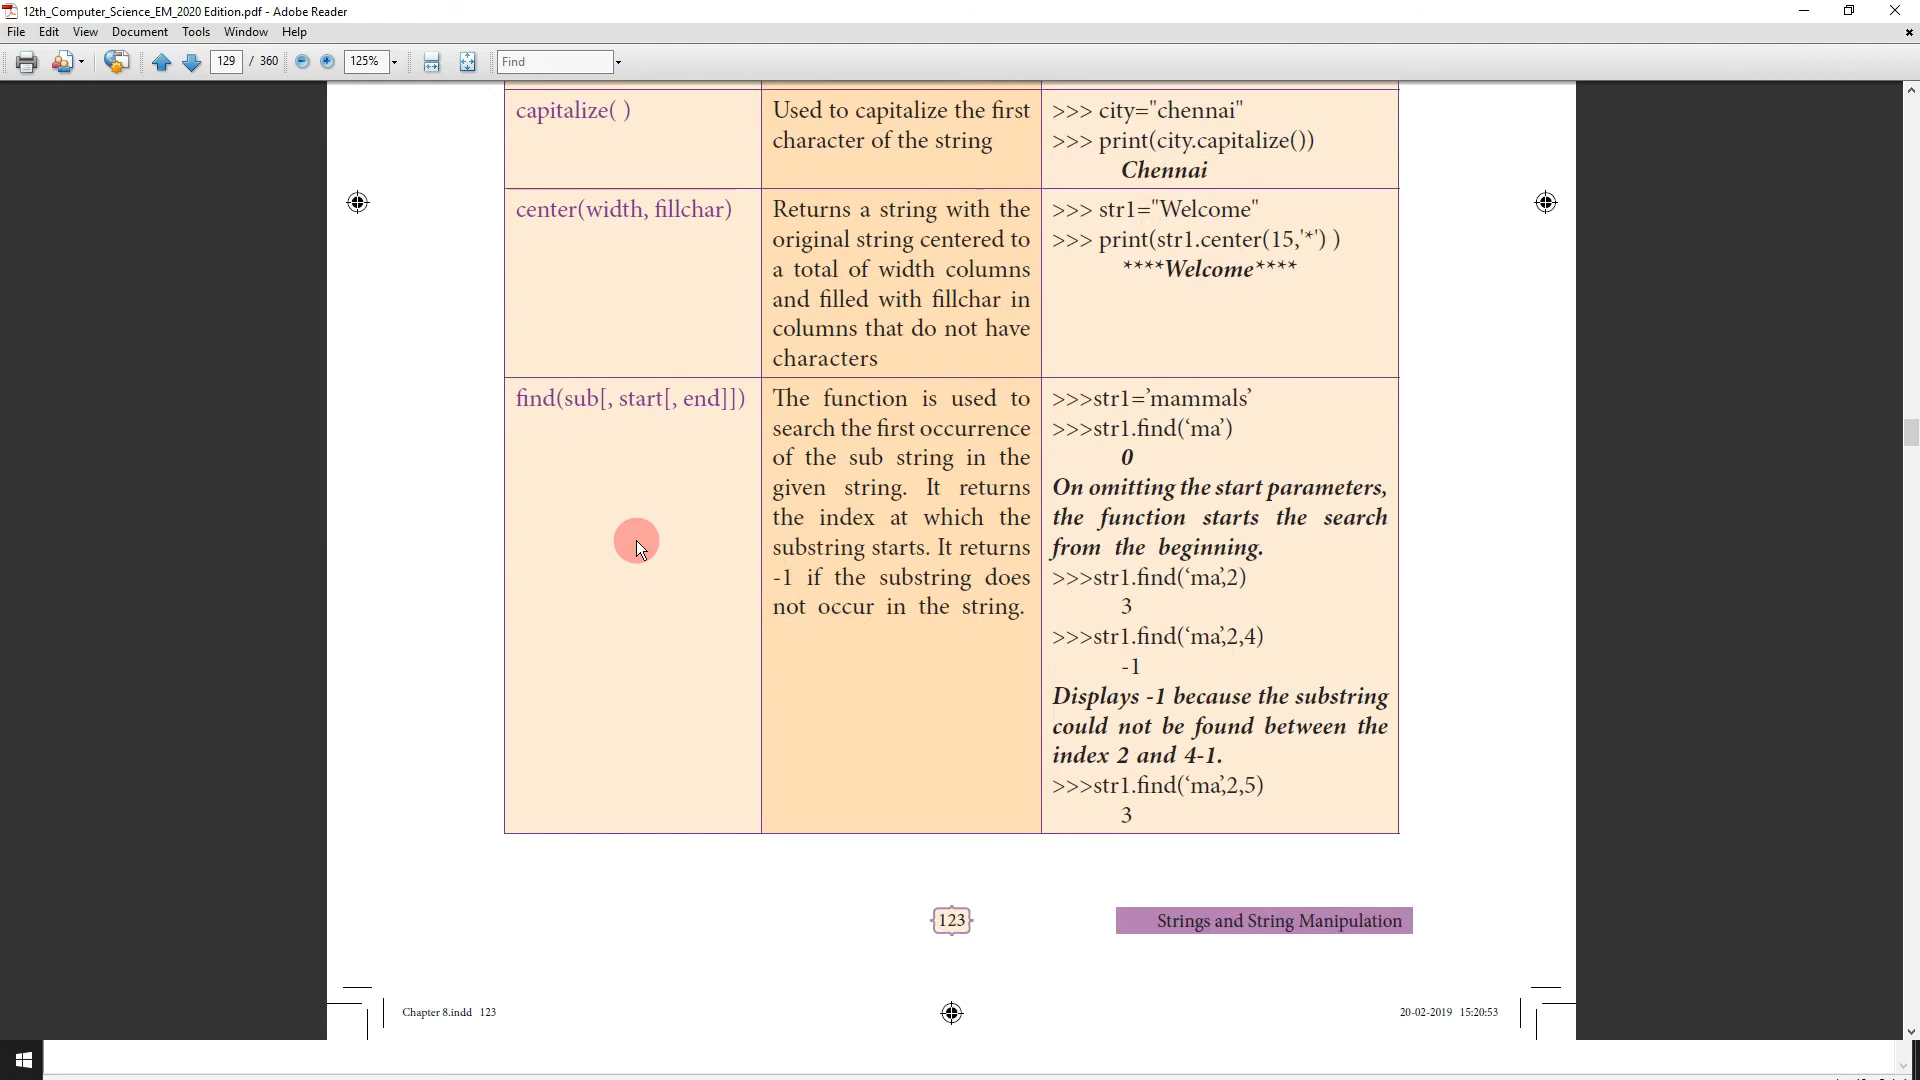 12th_Computer_Science_EM_2020 Edition.pdf - Adobe Reader
File Edit View Document Tools Window Help
129 / 360 125% Find
capitalize( )
Used to capitalize the first
character of the string
>>> city="chennai"
>>> print(city.capitalize())
Chennai
center(width, fillchar)
Returns a string with the
original string centered to
a total of width columns
and filled with fillchar in
columns that do not have
characters
>>> str1="Welcome"
>>> print(str1.center(15,'*') )
****Welcome****
find(sub[, start[, end]])
The function is used to
search the first occurrence
of the sub string in the
given string. It returns
the index at which the
substring starts. It returns
-1 if the substring does
not occur in the string.
>>>str1=’mammals’
>>>str1.find(‘ma’)
0
On omitting the start parameters,
the function starts the search
from the beginning.
>>>str1.find(‘ma’,2)
3
>>>str1.find(‘ma’,2,4)
-1
Displays -1 because the substring
could not be found between the
index 2 and 4-1.
>>>str1.find(‘ma’,2,5)
3
123
Strings and String Manipulation
Chapter 8.indd 123
20-02-2019 15:20:53